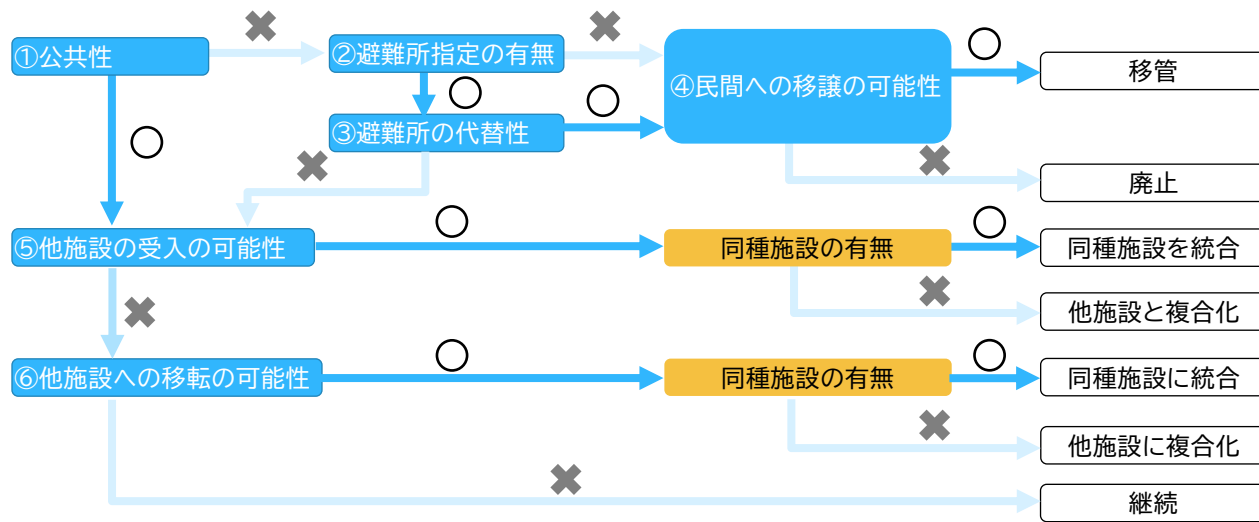 ①公共性
②避難所指定の有無
③避難所の代替性
④民間への移譲の可能性
移管
廃止
⑤他施設の受入の可能性
同種施設の有無
同種施設を統合
他施設と複合化
⑥他施設への移転の可能性
同種施設の有無
同種施設に統合
他施設に複合化
継続